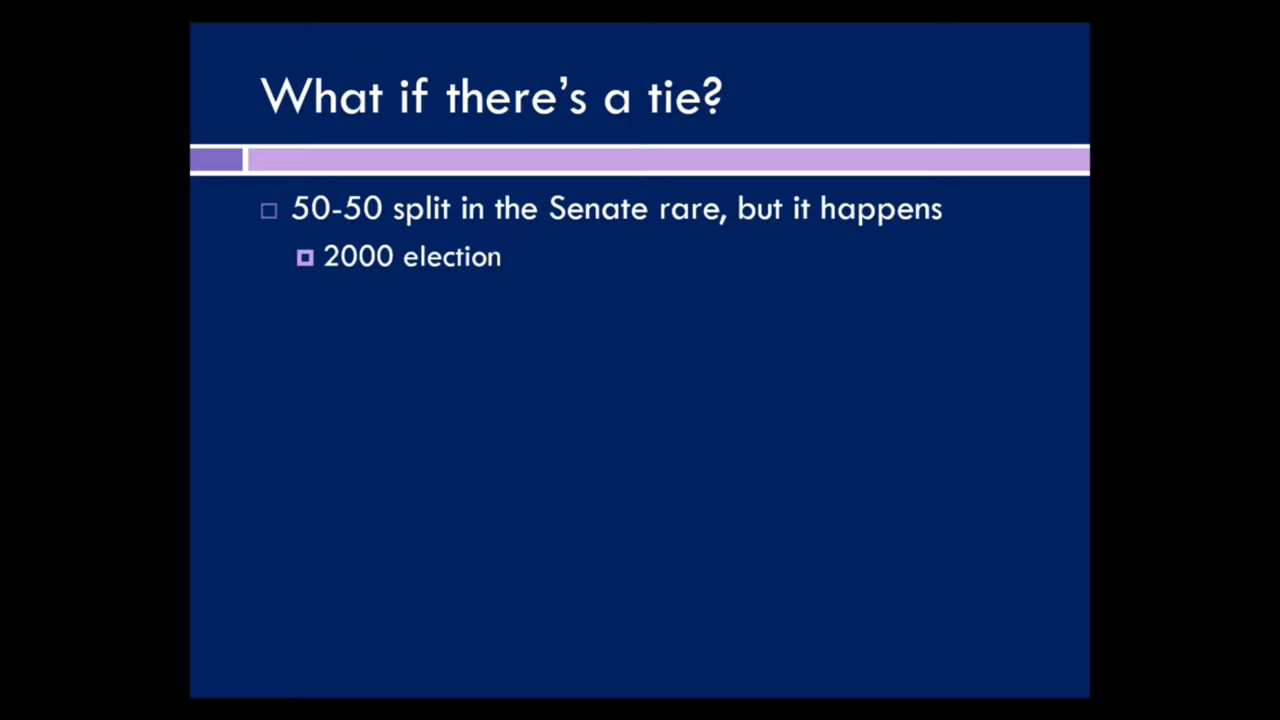 What if there’s a tie?
50-50 split in the Senate rare, but it happens
2000 election